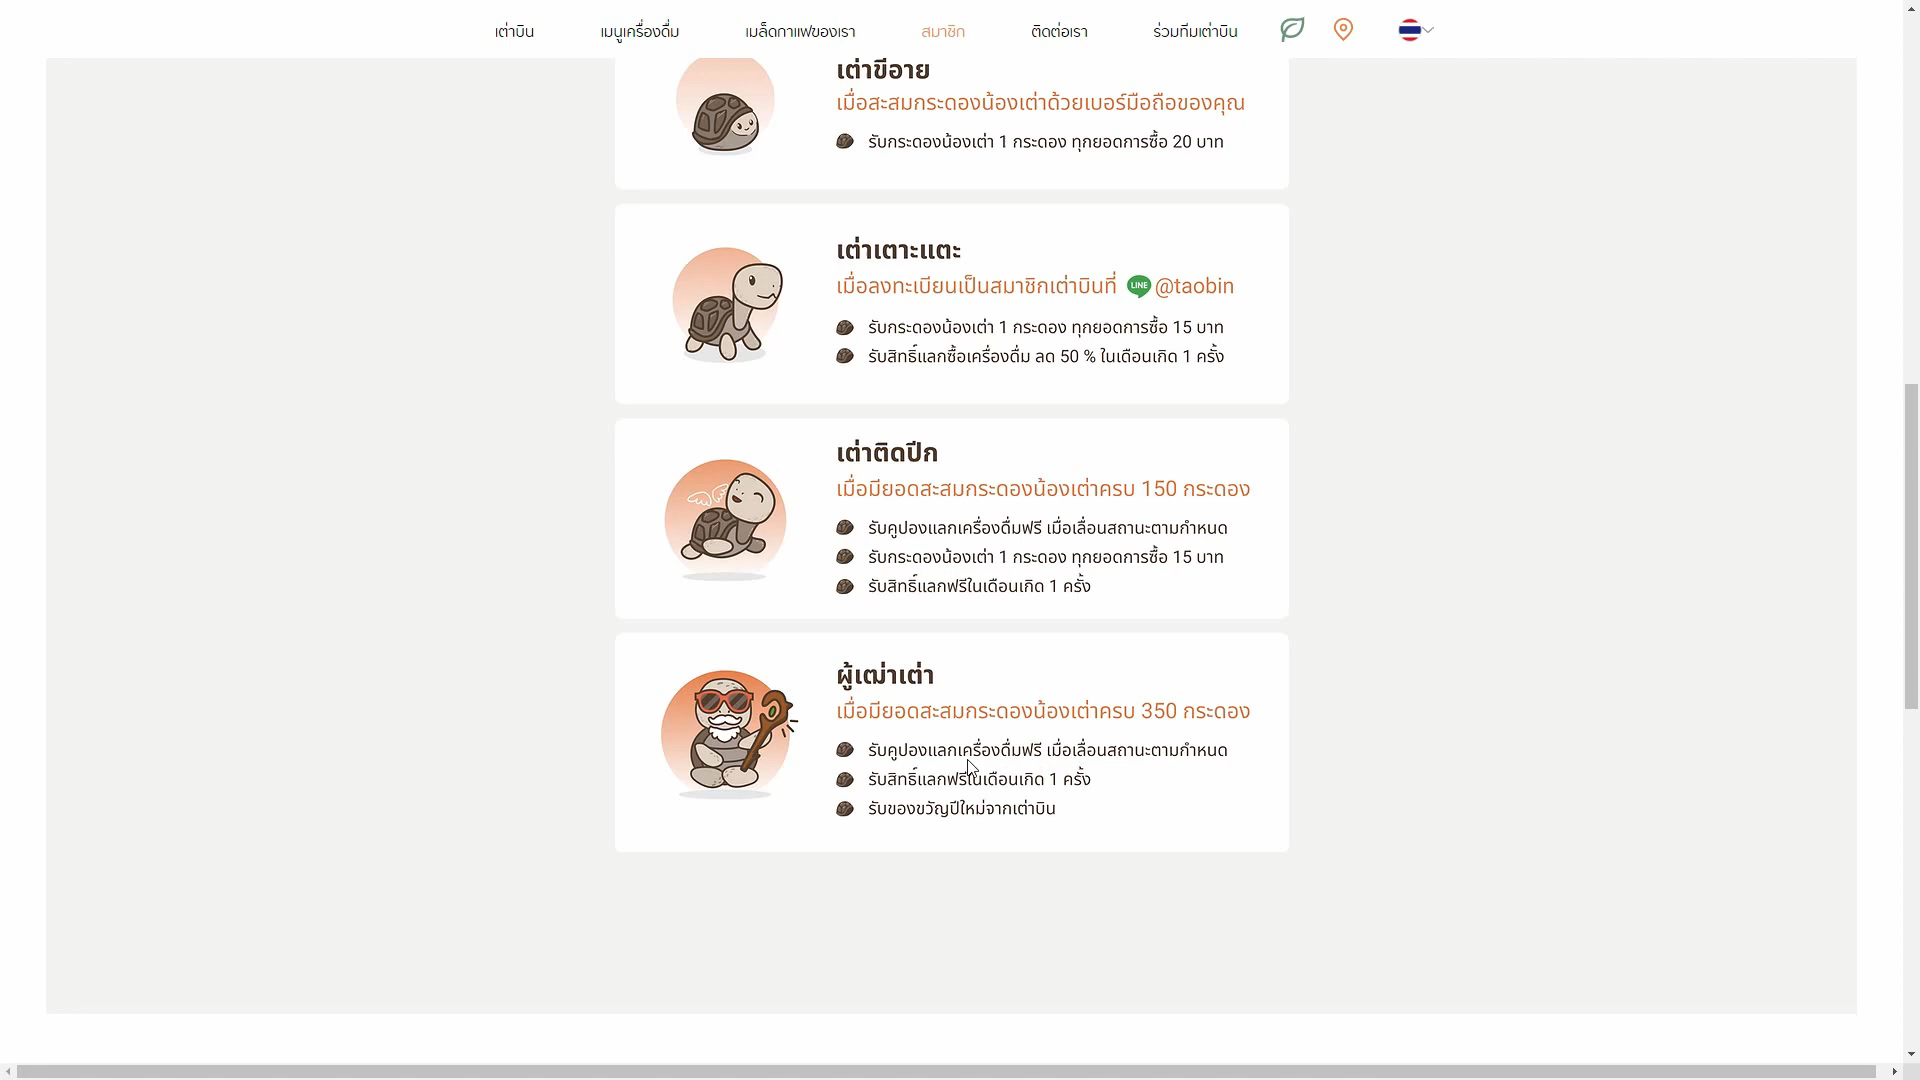 เต่าบิน เมนูเครื่องดื่ม เมล็ดกาแฟของเรา สมาชิก ติดต่อเรา ร่วมทีมเต่าบิน
เต่าขี้อาย
เมื่อสะสมกระดองน้องเต่าด้วยเบอร์มือถือของคุณ
รับกระดองน้องเต่า 1 กระดอง ทุกยอดการซื้อ 20 บาท
เต่าเตาะแตะ
เมื่อลงทะเบียนเป็นสมาชิกเต่าบินที่ LINE @taobin
รับกระดองน้องเต่า 1 กระดอง ทุกยอดการซื้อ 15 บาท
รับสิทธิ์แลกซื้อเครื่องดื่ม ลด 50 % ในเดือนเกิด 1 ครั้ง
เต่าติดปีก
เมื่อมียอดสะสมกระดองน้องเต่าครบ 150 กระดอง
รับคูปองแลกเครื่องดื่มฟรี เมื่อเลื่อนสถานะตามกำหนด
รับกระดองน้องเต่า 1 กระดอง ทุกยอดการซื้อ 15 บาท
รับสิทธิ์แลกฟรีในเดือนเกิด 1 ครั้ง
ผู้เฒ่าเต่า
เมื่อมียอดสะสมกระดองน้องเต่าครบ 350 กระดอง
รับคูปองแลกเครื่องดื่มฟรี เมื่อเลื่อนสถานะตามกำหนด
รับสิทธิ์แลกฟรีในเดือนเกิด 1 ครั้ง
รับของขวัญปีใหม่จากเต่าบิน